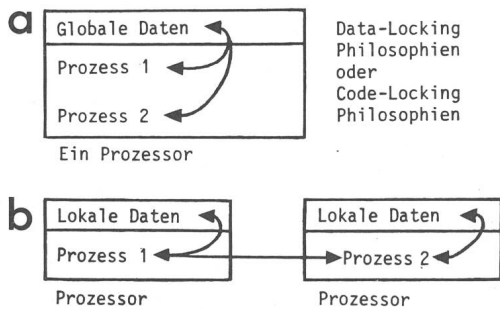 a
Globale Daten
Prozess 1
Prozess 2
Ein Prozessor
Data-Locking
Philosophien
oder
Code-Locking
Philosophien
b
Lokale Daten
Prozess 1
Prozessor
Lokale Daten
Prozess 2
Prozessor